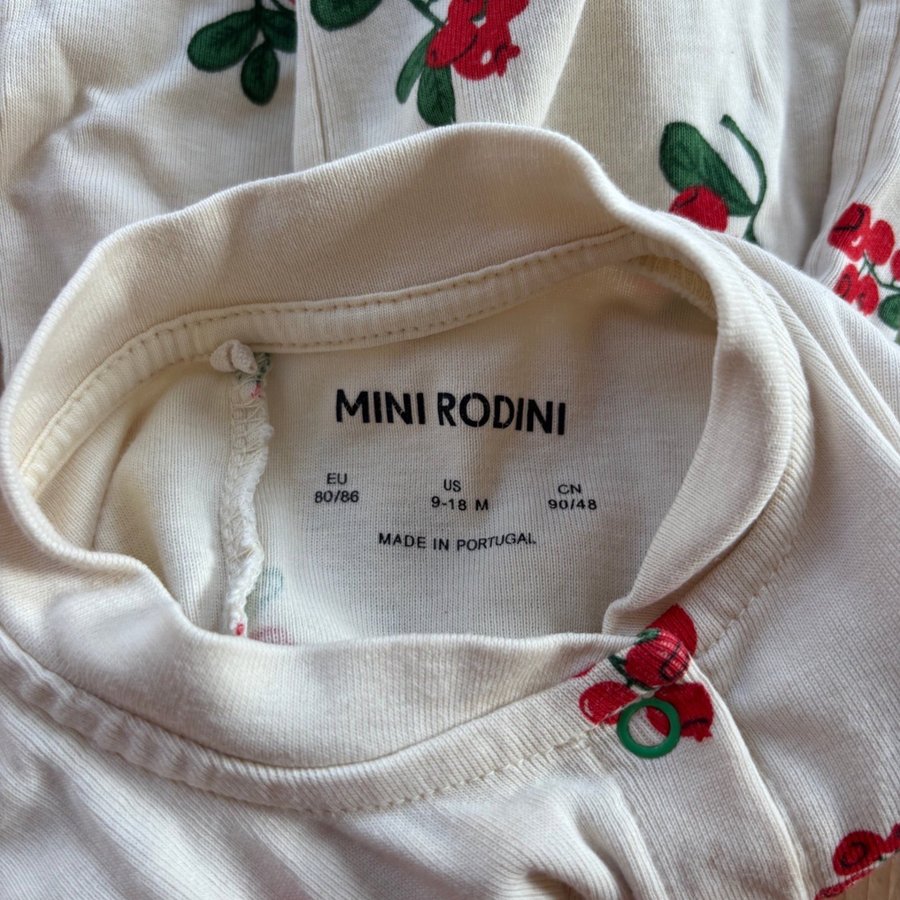 MINI RODINI
EU US CN
80/86 9-18 M 90/48
MADE IN PORTUGAL